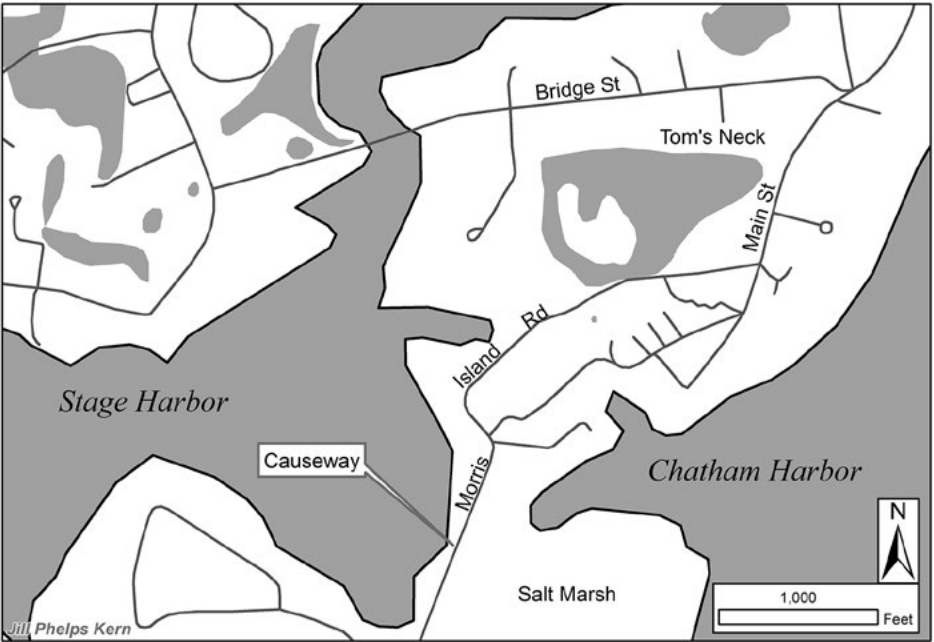 Bridge St
Tom's Neck
Main St
Morris Island Rd
Stage Harbor
Causeway
Chatham Harbor
Salt Marsh
N
1,000
Feet
Jill Phelps Kern